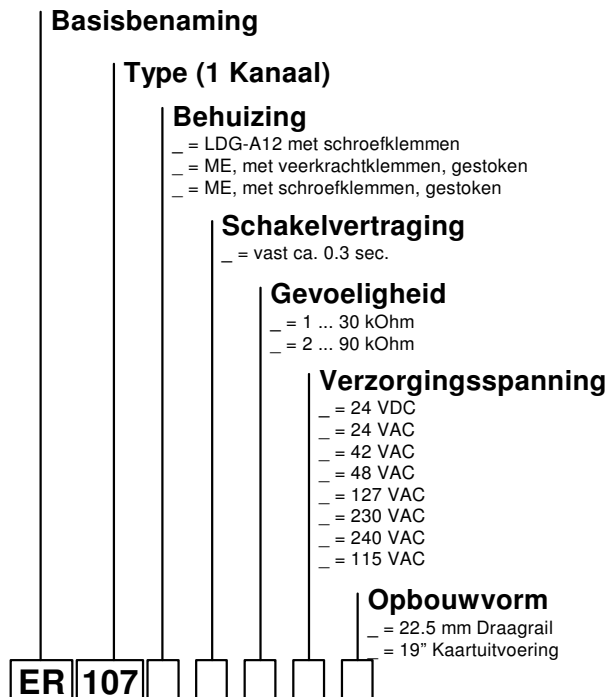 Basisbenaming
Type (1 Kanaal)
Behuizing
_ = LDG-A12 met schroefklemmen
_ = ME, met veerkrachtklemmen, gestoken
_ = ME, met schroefklemmen, gestoken
Schakelvertraging
_ = vast ca. 0.3 sec.
Gevoeligheid
_ = 1 ... 30 kOhm
_ = 2 ... 90 kOhm
Verzorgingsspanning
_ = 24 VDC
_ = 24 VAC
_ = 42 VAC
_ = 48 VAC
_ = 127 VAC
_ = 230 VAC
_ = 240 VAC
_ = 115 VAC
Opbouwvorm
_ = 22.5 mm Draagrail
_ = 19” Kaartuitvoering
ER 107